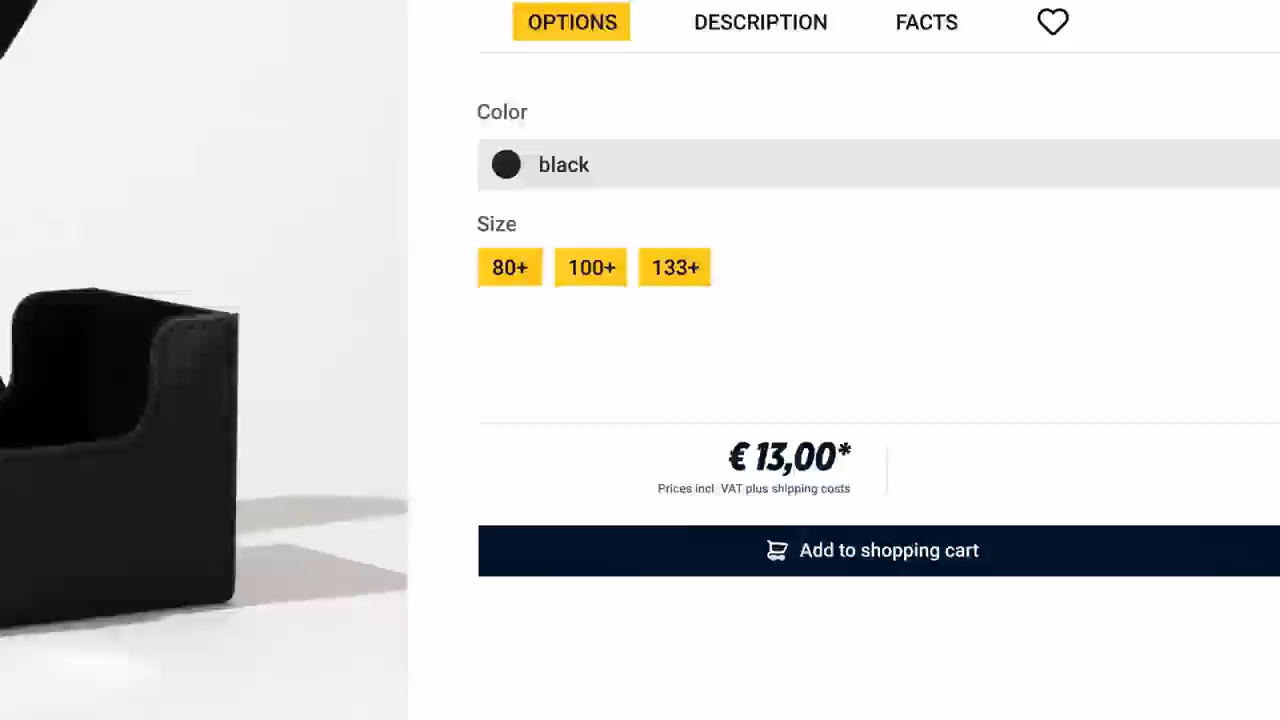 OPTIONS DESCRIPTION FACTS
Color
black
Size
80+ 100+ 133+
€ 13,00*
Prices incl. VAT plus shipping costs
Add to shopping cart